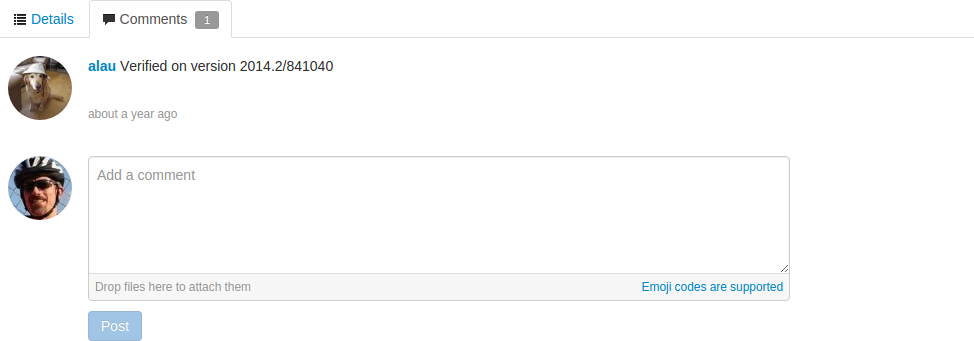 Details
Comments 1
alau Verified on version 2014.2/841040
about a year ago
Add a comment
Drop files here to attach them
Emoji codes are supported
Post